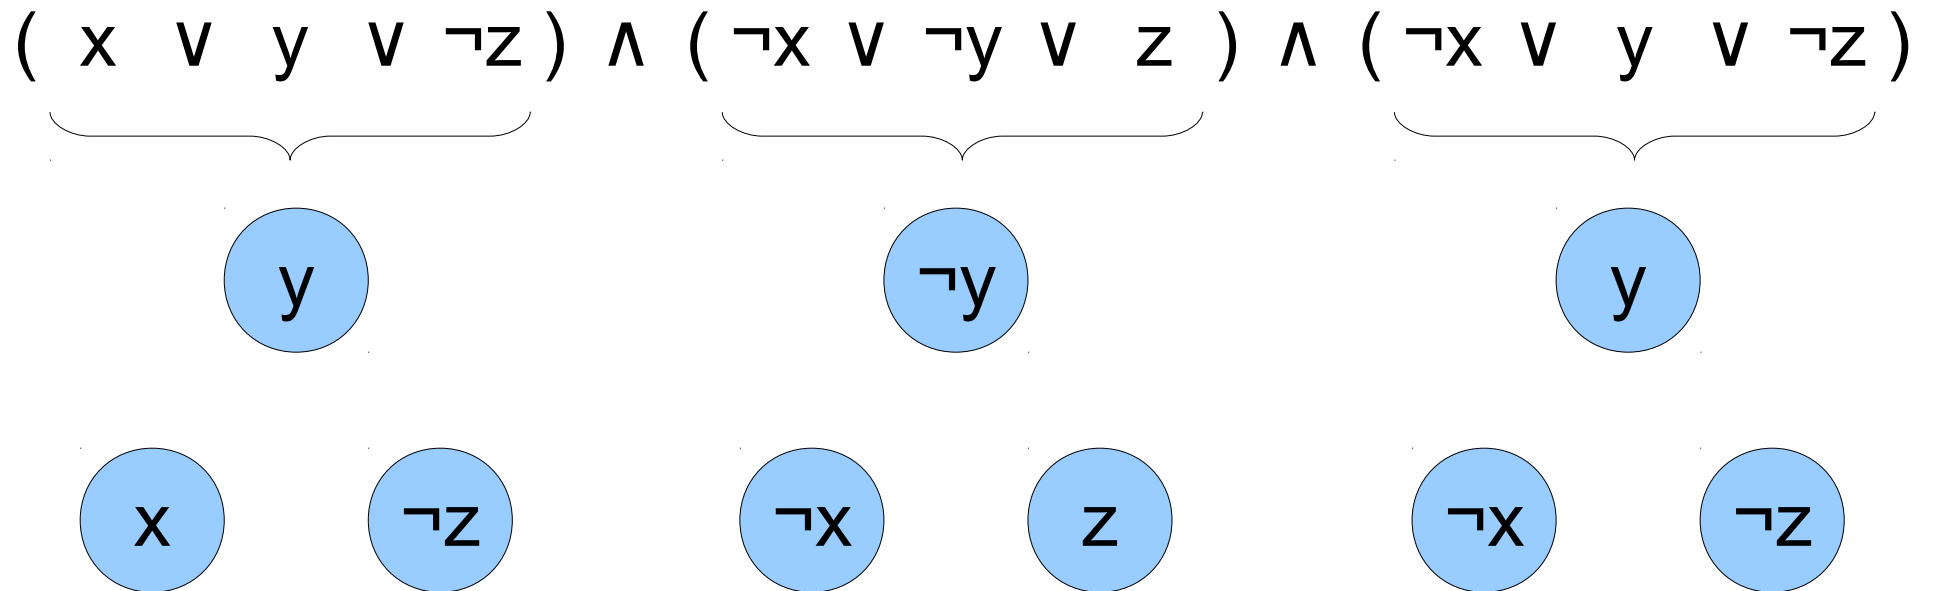 ( x ∨ y ∨ ¬z ) ∧ ( ¬x ∨ ¬y ∨ z ) ∧ ( ¬x ∨ y ∨ ¬z )
y ¬y y
x ¬z ¬x z ¬x ¬z